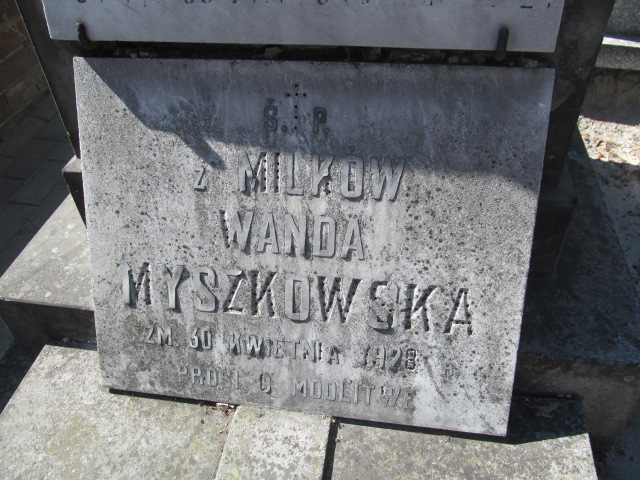 Ś. P.
Z MILKÓW
WANDA
MYSZKOWSKA
ZM. 30 KWIETNIA 1928 R.
PROSI O MODLITWĘ